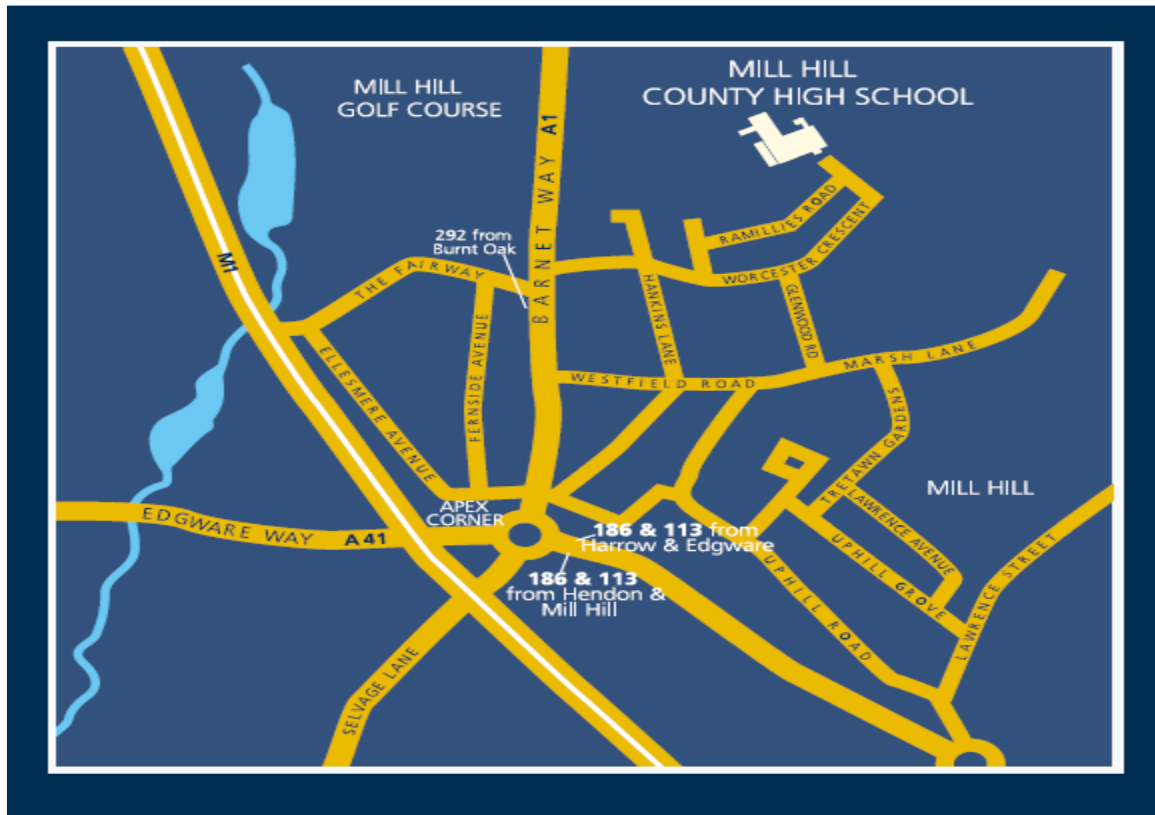 MILL HILL
GOLF COURSE
MILL HILL
COUNTY HIGH SCHOOL
BARNET WAY A1
M1
292 from
Burnt Oak
THE FAIRWAY
RAMILLIES ROAD
WORCESTER CRESCENT
HANKINS LANE
GLENWOOD RD
FERNSIDE AVENUE
ELLESMERE AVENUE
WESTFIELD ROAD
MARSH LANE
TRETAWN GARDENS
MILL HILL
LAWRENCE AVENUE
UPHILL GROVE
LAWRENCE STREET
EDGWARE WAY A41
APEX
CORNER
186 & 113 from
Harrow & Edgware
186 & 113
from Hendon &
Mill Hill
UPHILL ROAD
SELVAGE LANE